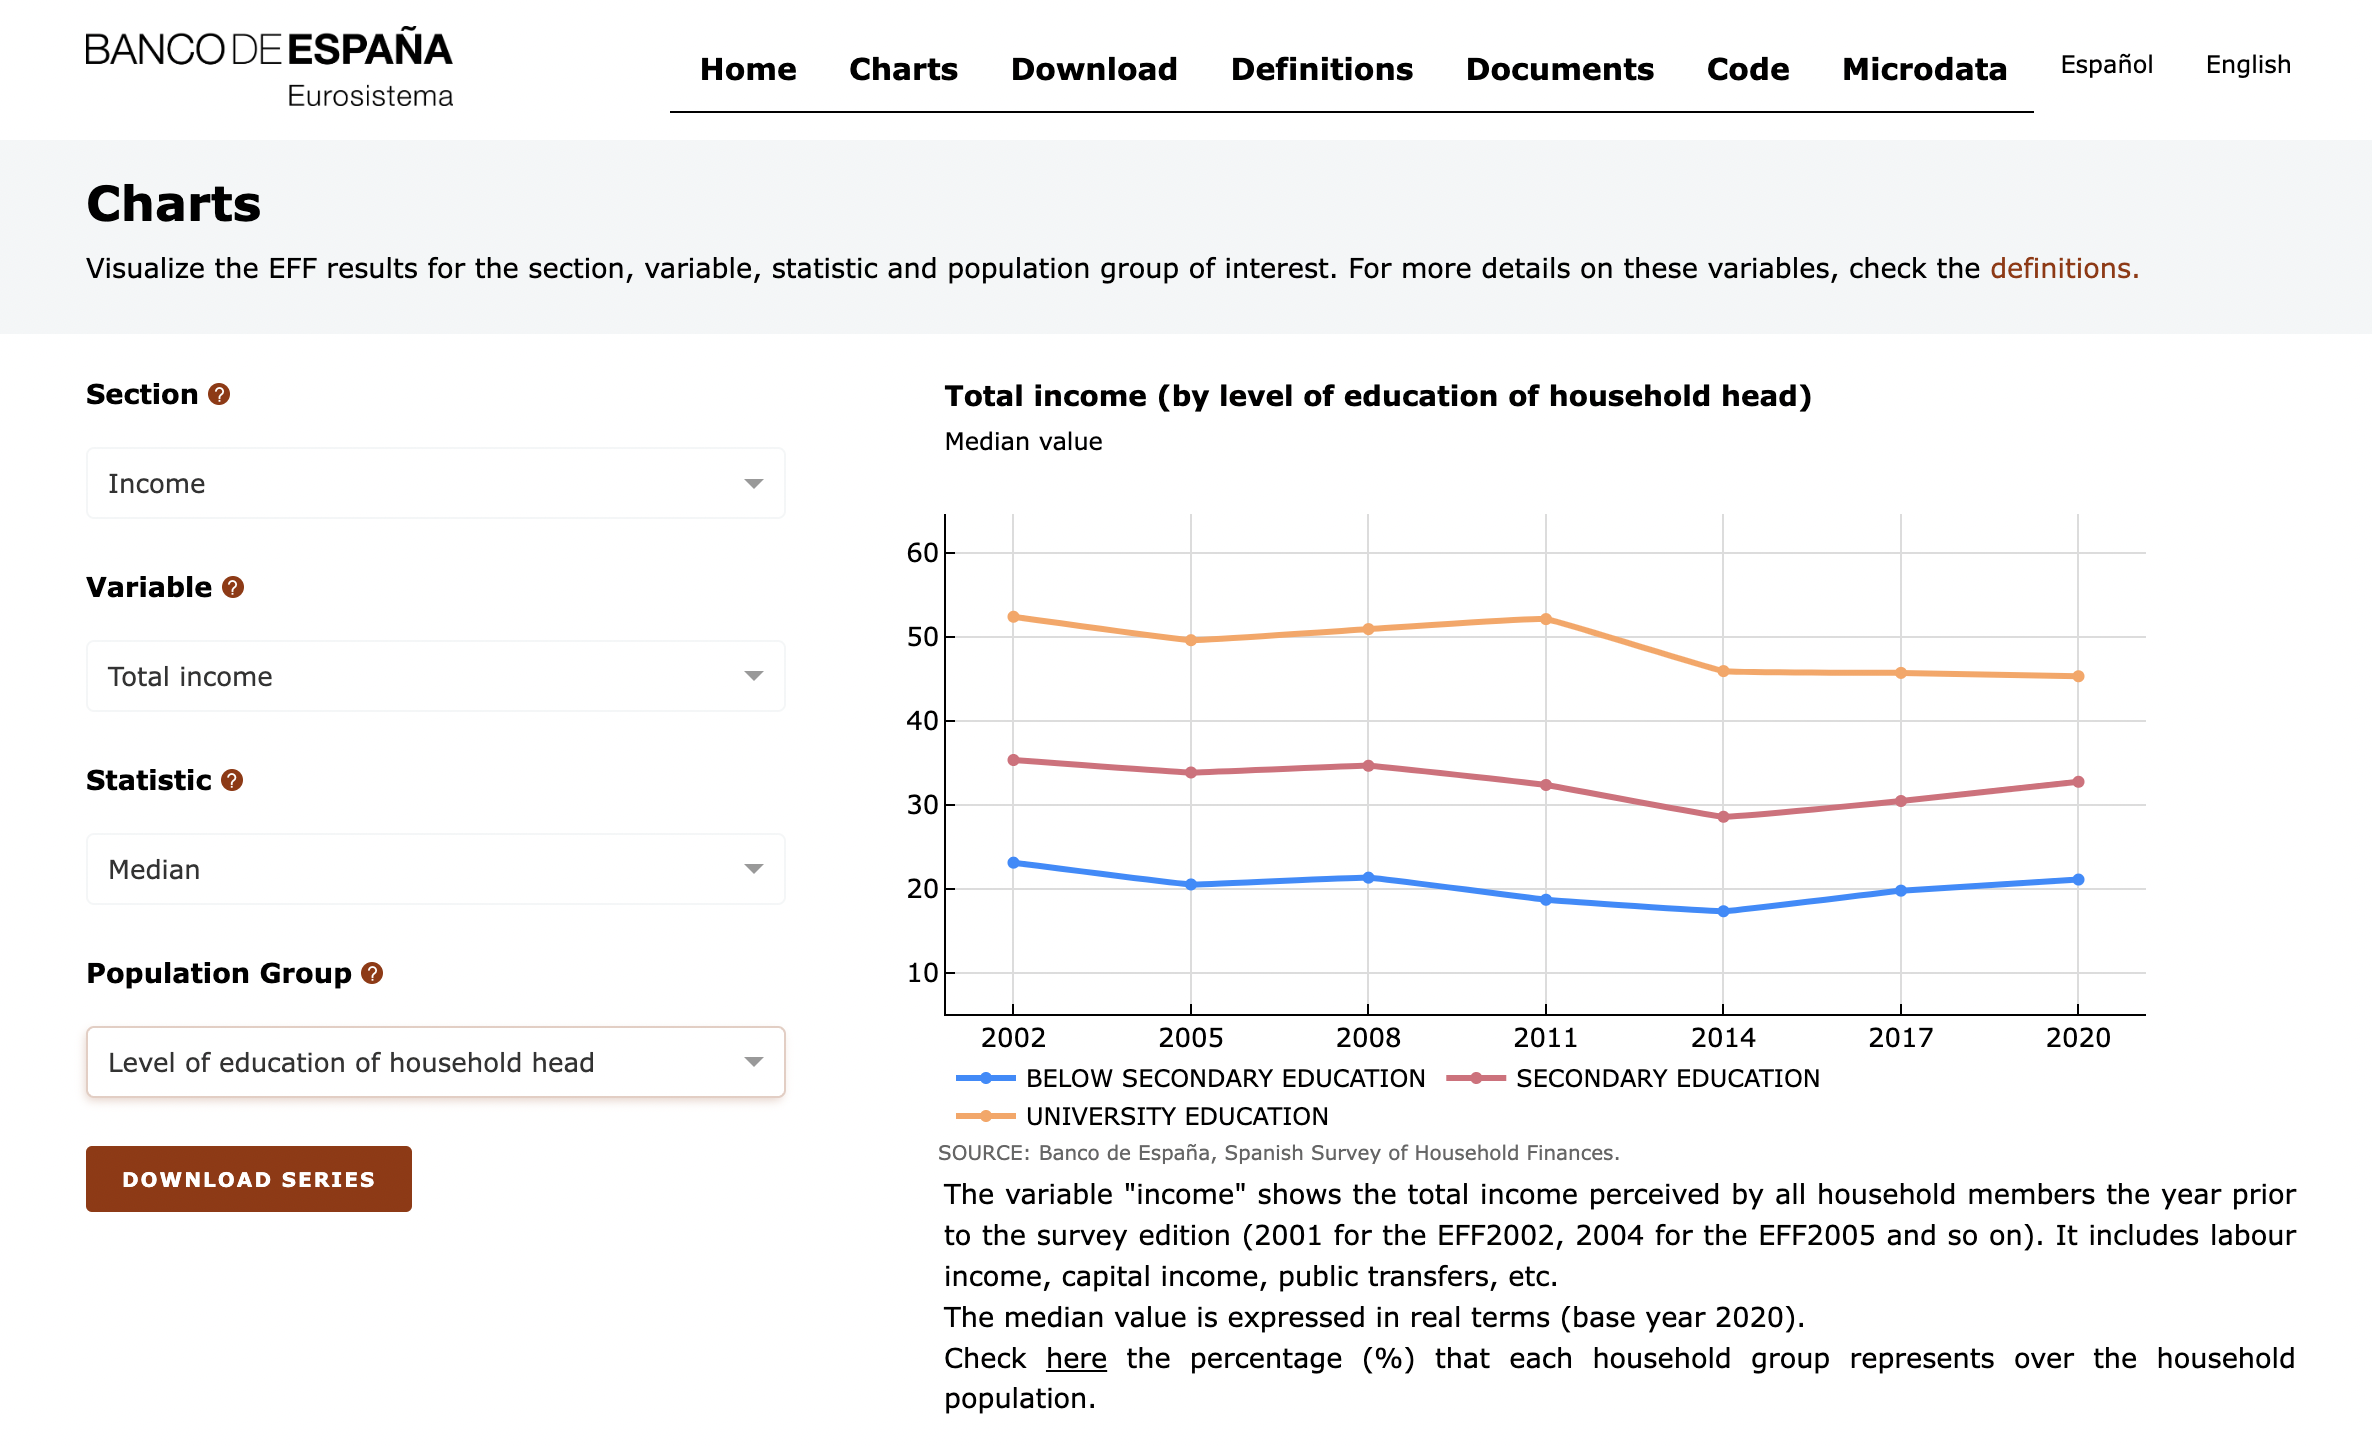 BANCO DE ESPAÑA
Eurosistema
Home Charts Download Definitions Documents Code Microdata Español English
Charts
Visualize the EFF results for the section, variable, statistic and population group of interest. For more details on these variables, check the definitions.
Section ?
Income
Variable ?
Total income
Statistic ?
Median
Population Group ?
Level of education of household head
DOWNLOAD SERIES
Total income (by level of education of household head)
Median value
60
50
40
30
20
10
2002 2005 2008 2011 2014 2017 2020
BELOW SECONDARY EDUCATION SECONDARY EDUCATION
UNIVERSITY EDUCATION
SOURCE: Banco de España, Spanish Survey of Household Finances.
The variable "income" shows the total income perceived by all household members the year prior
to the survey edition (2001 for the EFF2002, 2004 for the EFF2005 and so on). It includes labour
income, capital income, public transfers, etc.
The median value is expressed in real terms (base year 2020).
Check here the percentage (%) that each household group represents over the household
population.